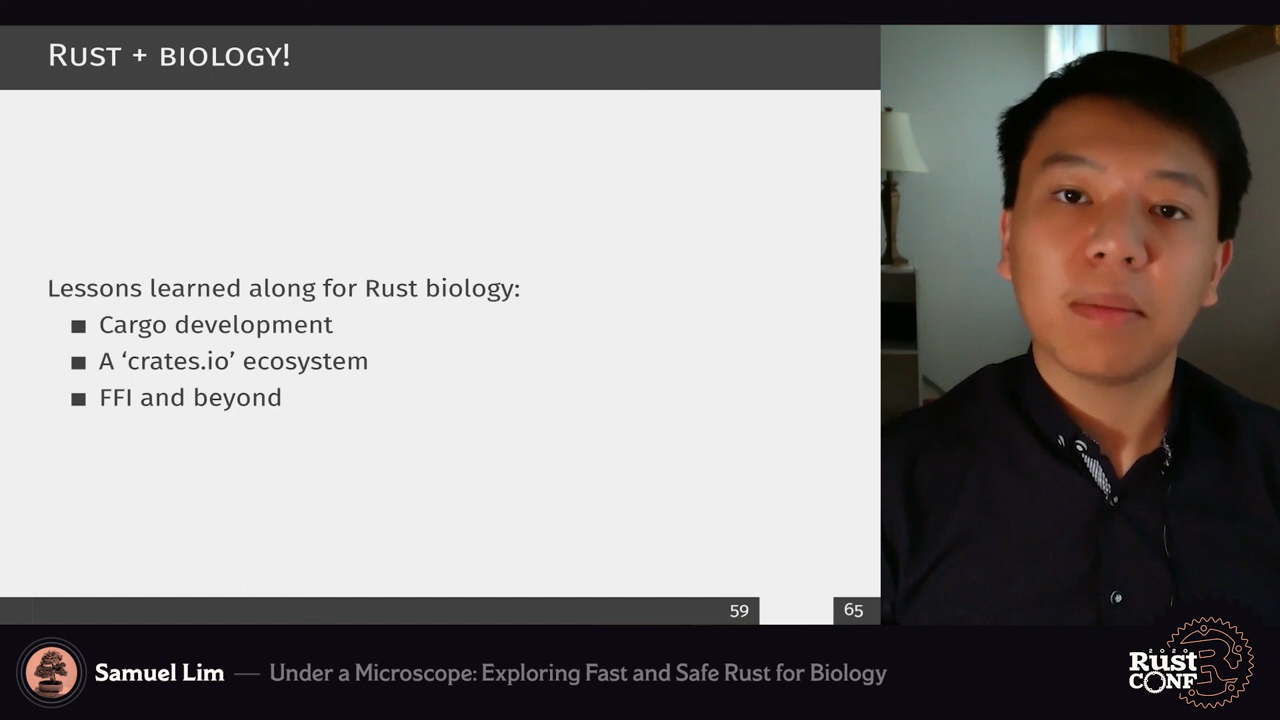 Rust + biology!
Lessons learned along for Rust biology:
■ Cargo development
■ A ‘crates.io’ ecosystem
■ FFI and beyond
59
65
Samuel Lim — Under a Microscope: Exploring Fast and Safe Rust for Biology
2020
Rust
CONF
R